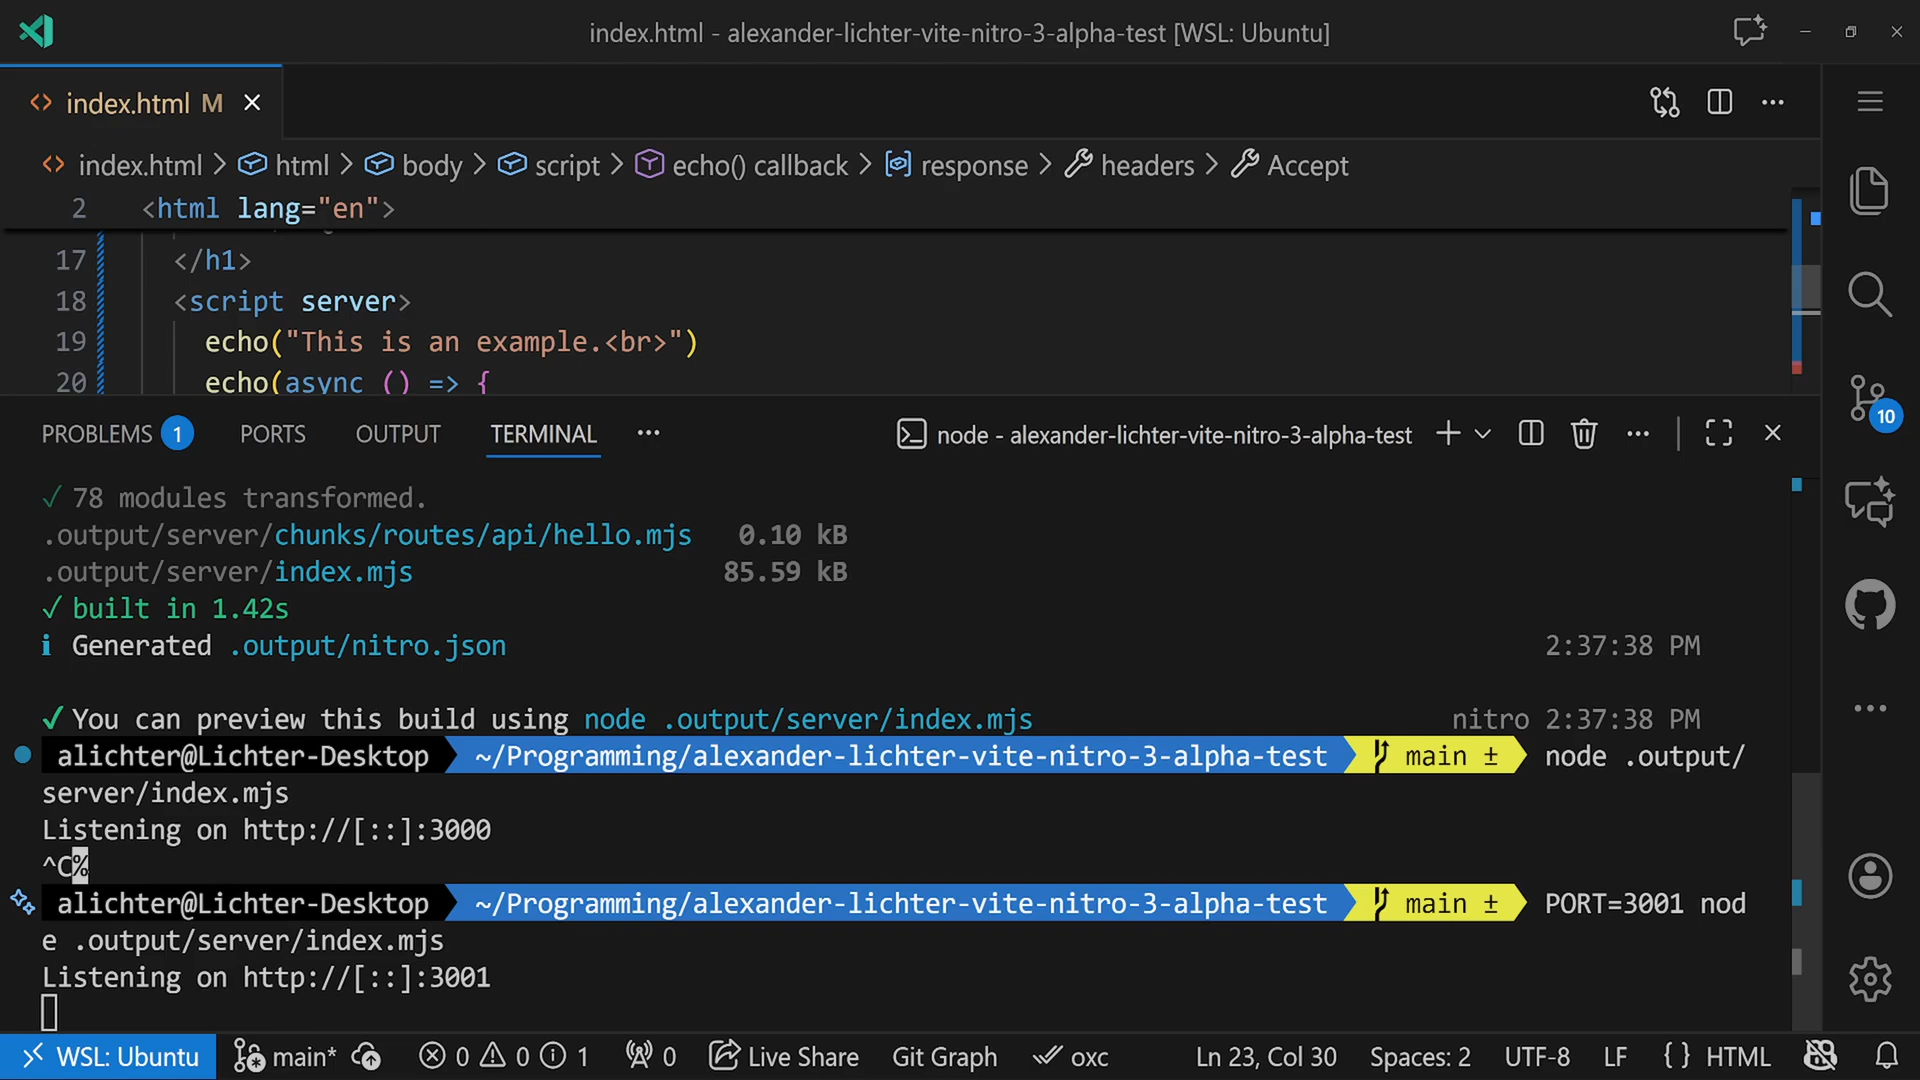 index.html - alexander-lichter-vite-nitro-3-alpha-test [WSL: Ubuntu]
index.html M
index.html > html > body > script > echo() callback > response > headers > Accept
2 <html lang="en">
17 </h1>
18 <script server>
19 echo("This is an example.<br>")
20 echo(async () => {
10
PROBLEMS 1 PORTS OUTPUT TERMINAL ··· node - alexander-lichter-vite-nitro-3-alpha-test
✓ 78 modules transformed.
.output/server/chunks/routes/api/hello.mjs 0.10 kB
.output/server/index.mjs 85.59 kB
✓ built in 1.42s
i Generated .output/nitro.json 2:37:38 PM
✓ You can preview this build using node .output/server/index.mjs nitro 2:37:38 PM
alichter@Lichter-Desktop ~/Programming/alexander-lichter-vite-nitro-3-alpha-test main ± node .output/
server/index.mjs
Listening on http://[::]:3000
^C%
alichter@Lichter-Desktop ~/Programming/alexander-lichter-vite-nitro-3-alpha-test main ± PORT=3001 nod
e .output/server/index.mjs
Listening on http://[::]:3001
WSL: Ubuntu main* 0 0 1 0 Live Share Git Graph oxc Ln 23, Col 30 Spaces: 2 UTF-8 LF {} HTML